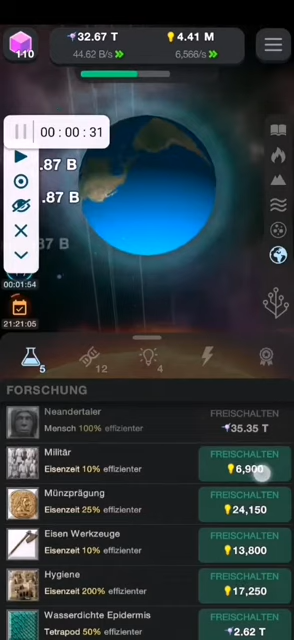 110
32.67 T
44.62 B/s
4.41 M
6,566/s
00 : 00 : 31
.87 B
.87 B
87 B
00:01:54
21:21:05
5
12
4
FORSCHUNG
Neandertaler
Mensch 100% effizienter
FREISCHALTEN
35.35 T
Militär
Eisenzeit 10% effizienter
FREISCHALTEN
6,900
Münzprägung
Eisenzeit 25% effizienter
FREISCHALTEN
24,150
Eisen Werkzeuge
Eisenzeit 10% effizienter
FREISCHALTEN
13,800
Hygiene
Eisenzeit 200% effizienter
FREISCHALTEN
17,250
Wasserdichte Epidermis
Tetrapod 50% effizienter
FREISCHALTEN
2.62 T